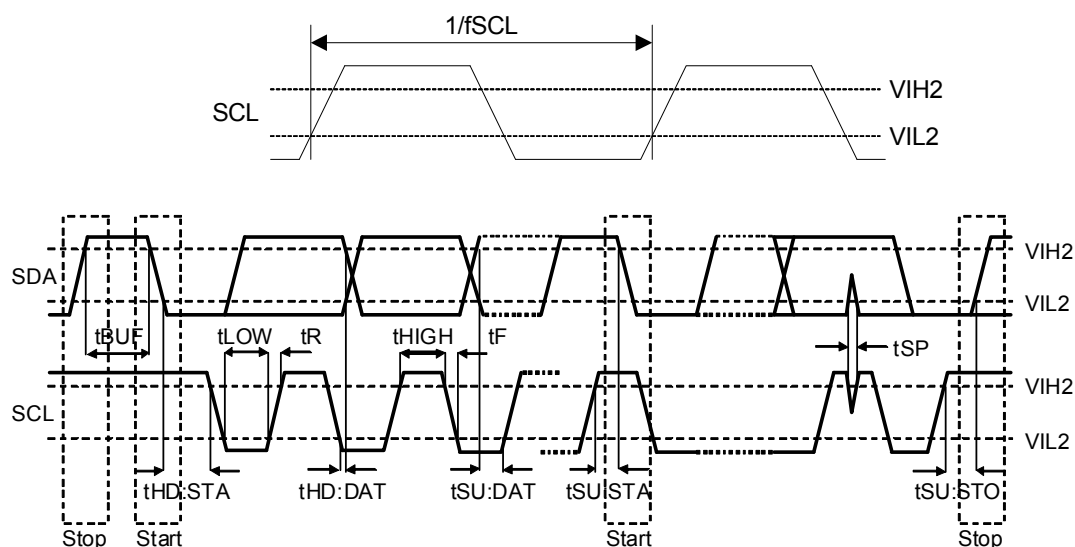 1/fSCL
VIH2
SCL
VIL2
VIH2
SDA
VIL2
tBUF tLOW tR tHIGH tF
tSP
VIH2
SCL
VIL2
tHD:STA tHD:DAT tSU:DAT tSU:STA tSU:STO
Stop Start Start Stop